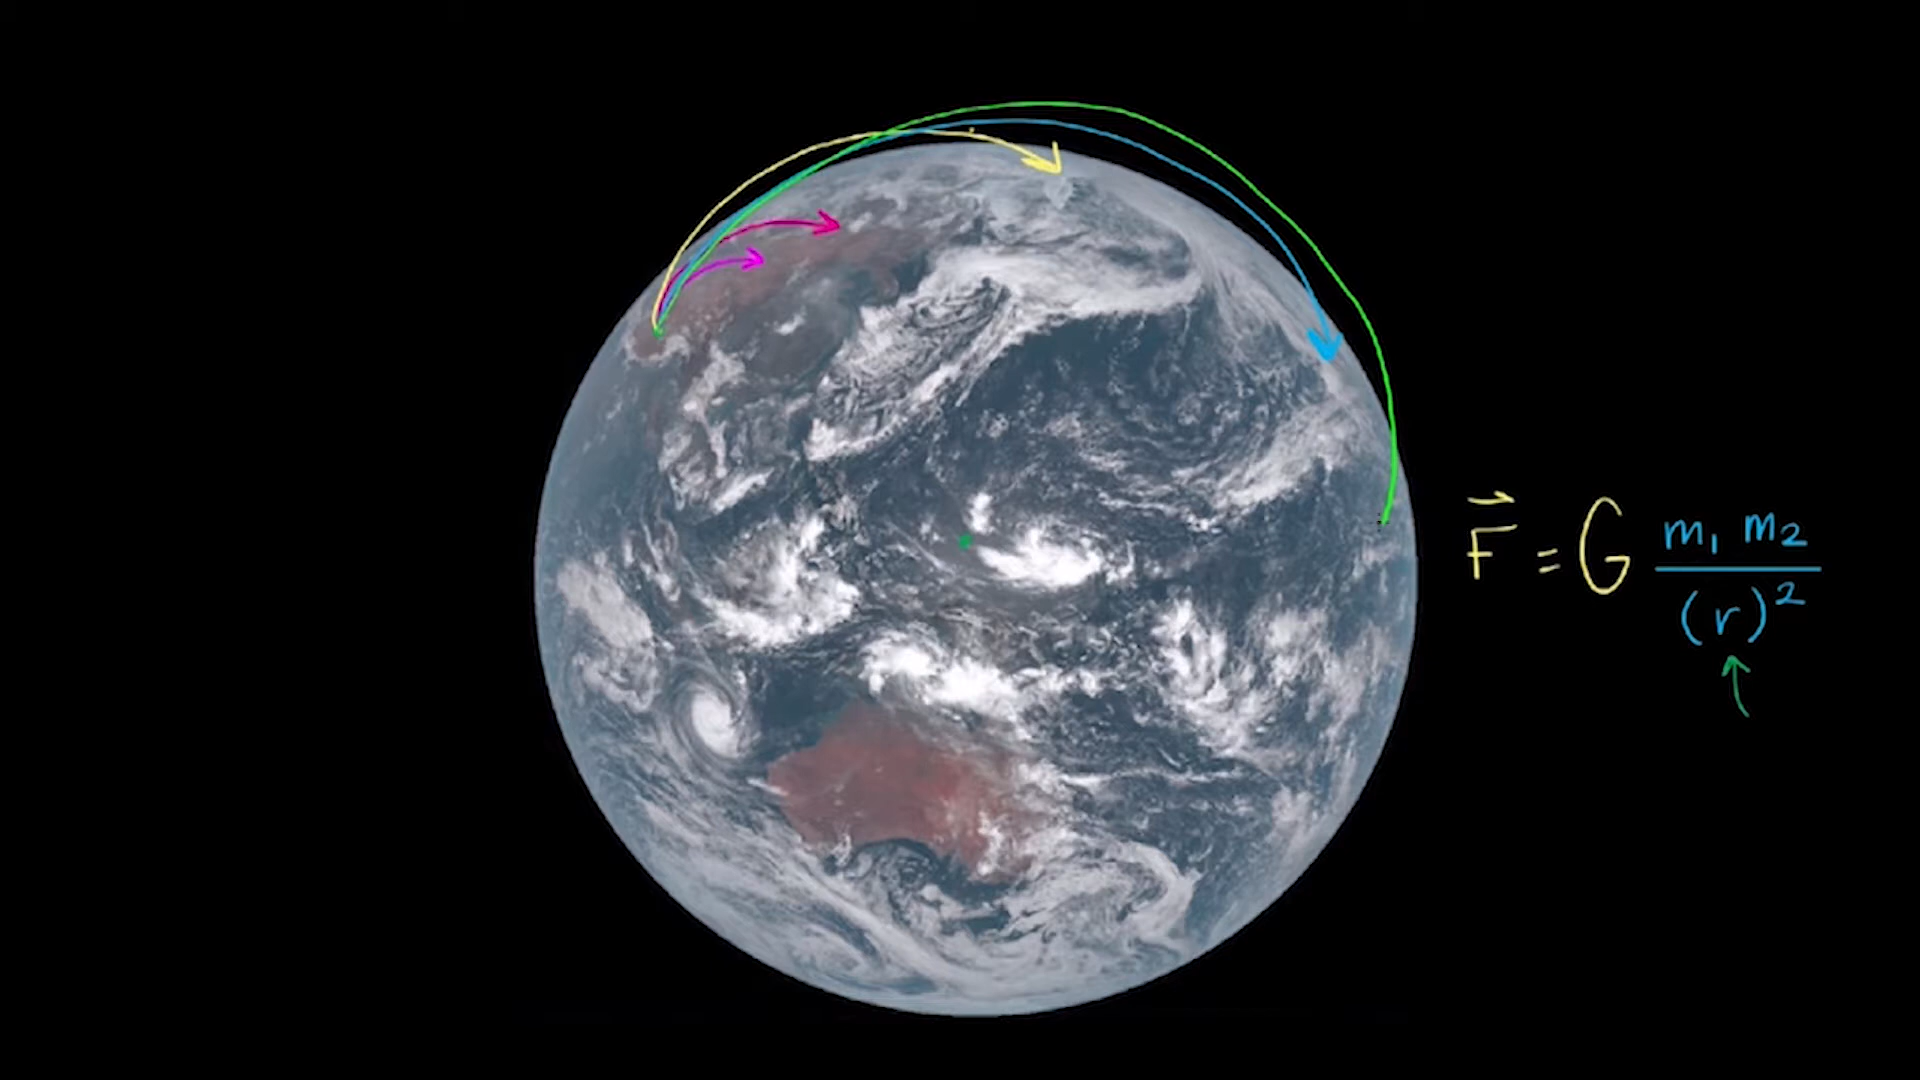 F⃗ = G m₁ m₂ / (r)²